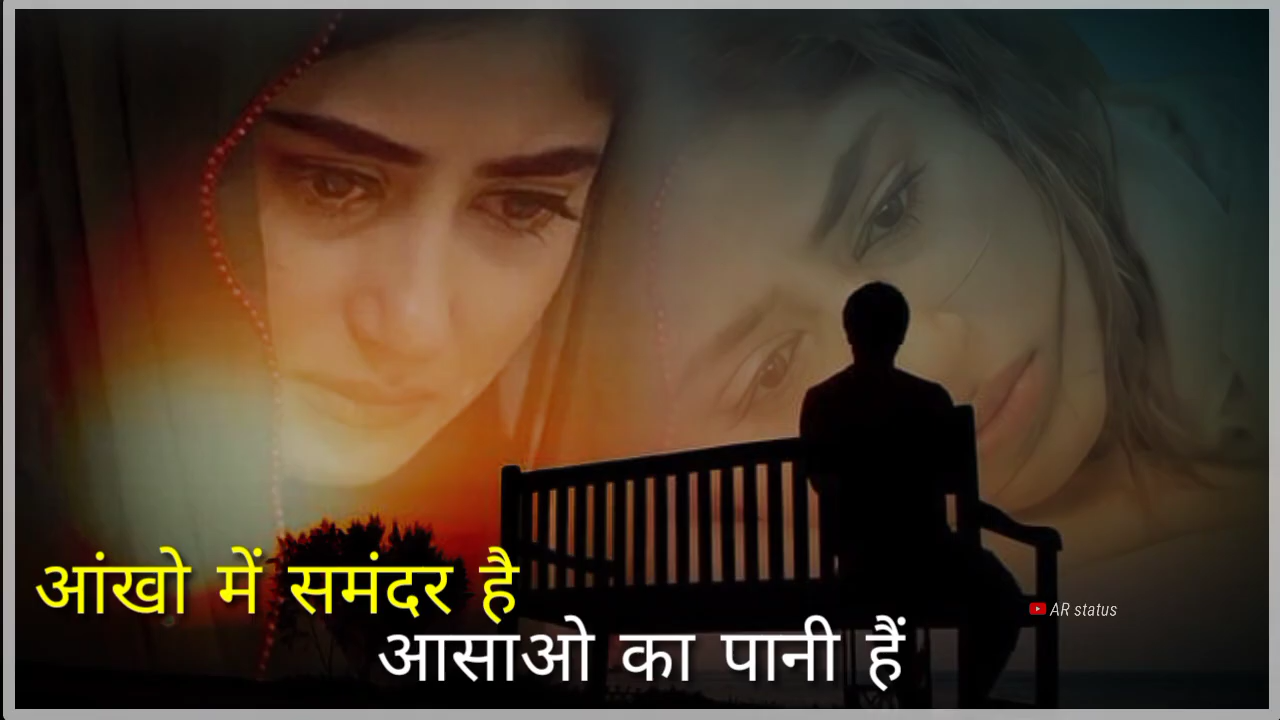 आंखो में समंदर है
आसाओ का पानी हैं
AR status